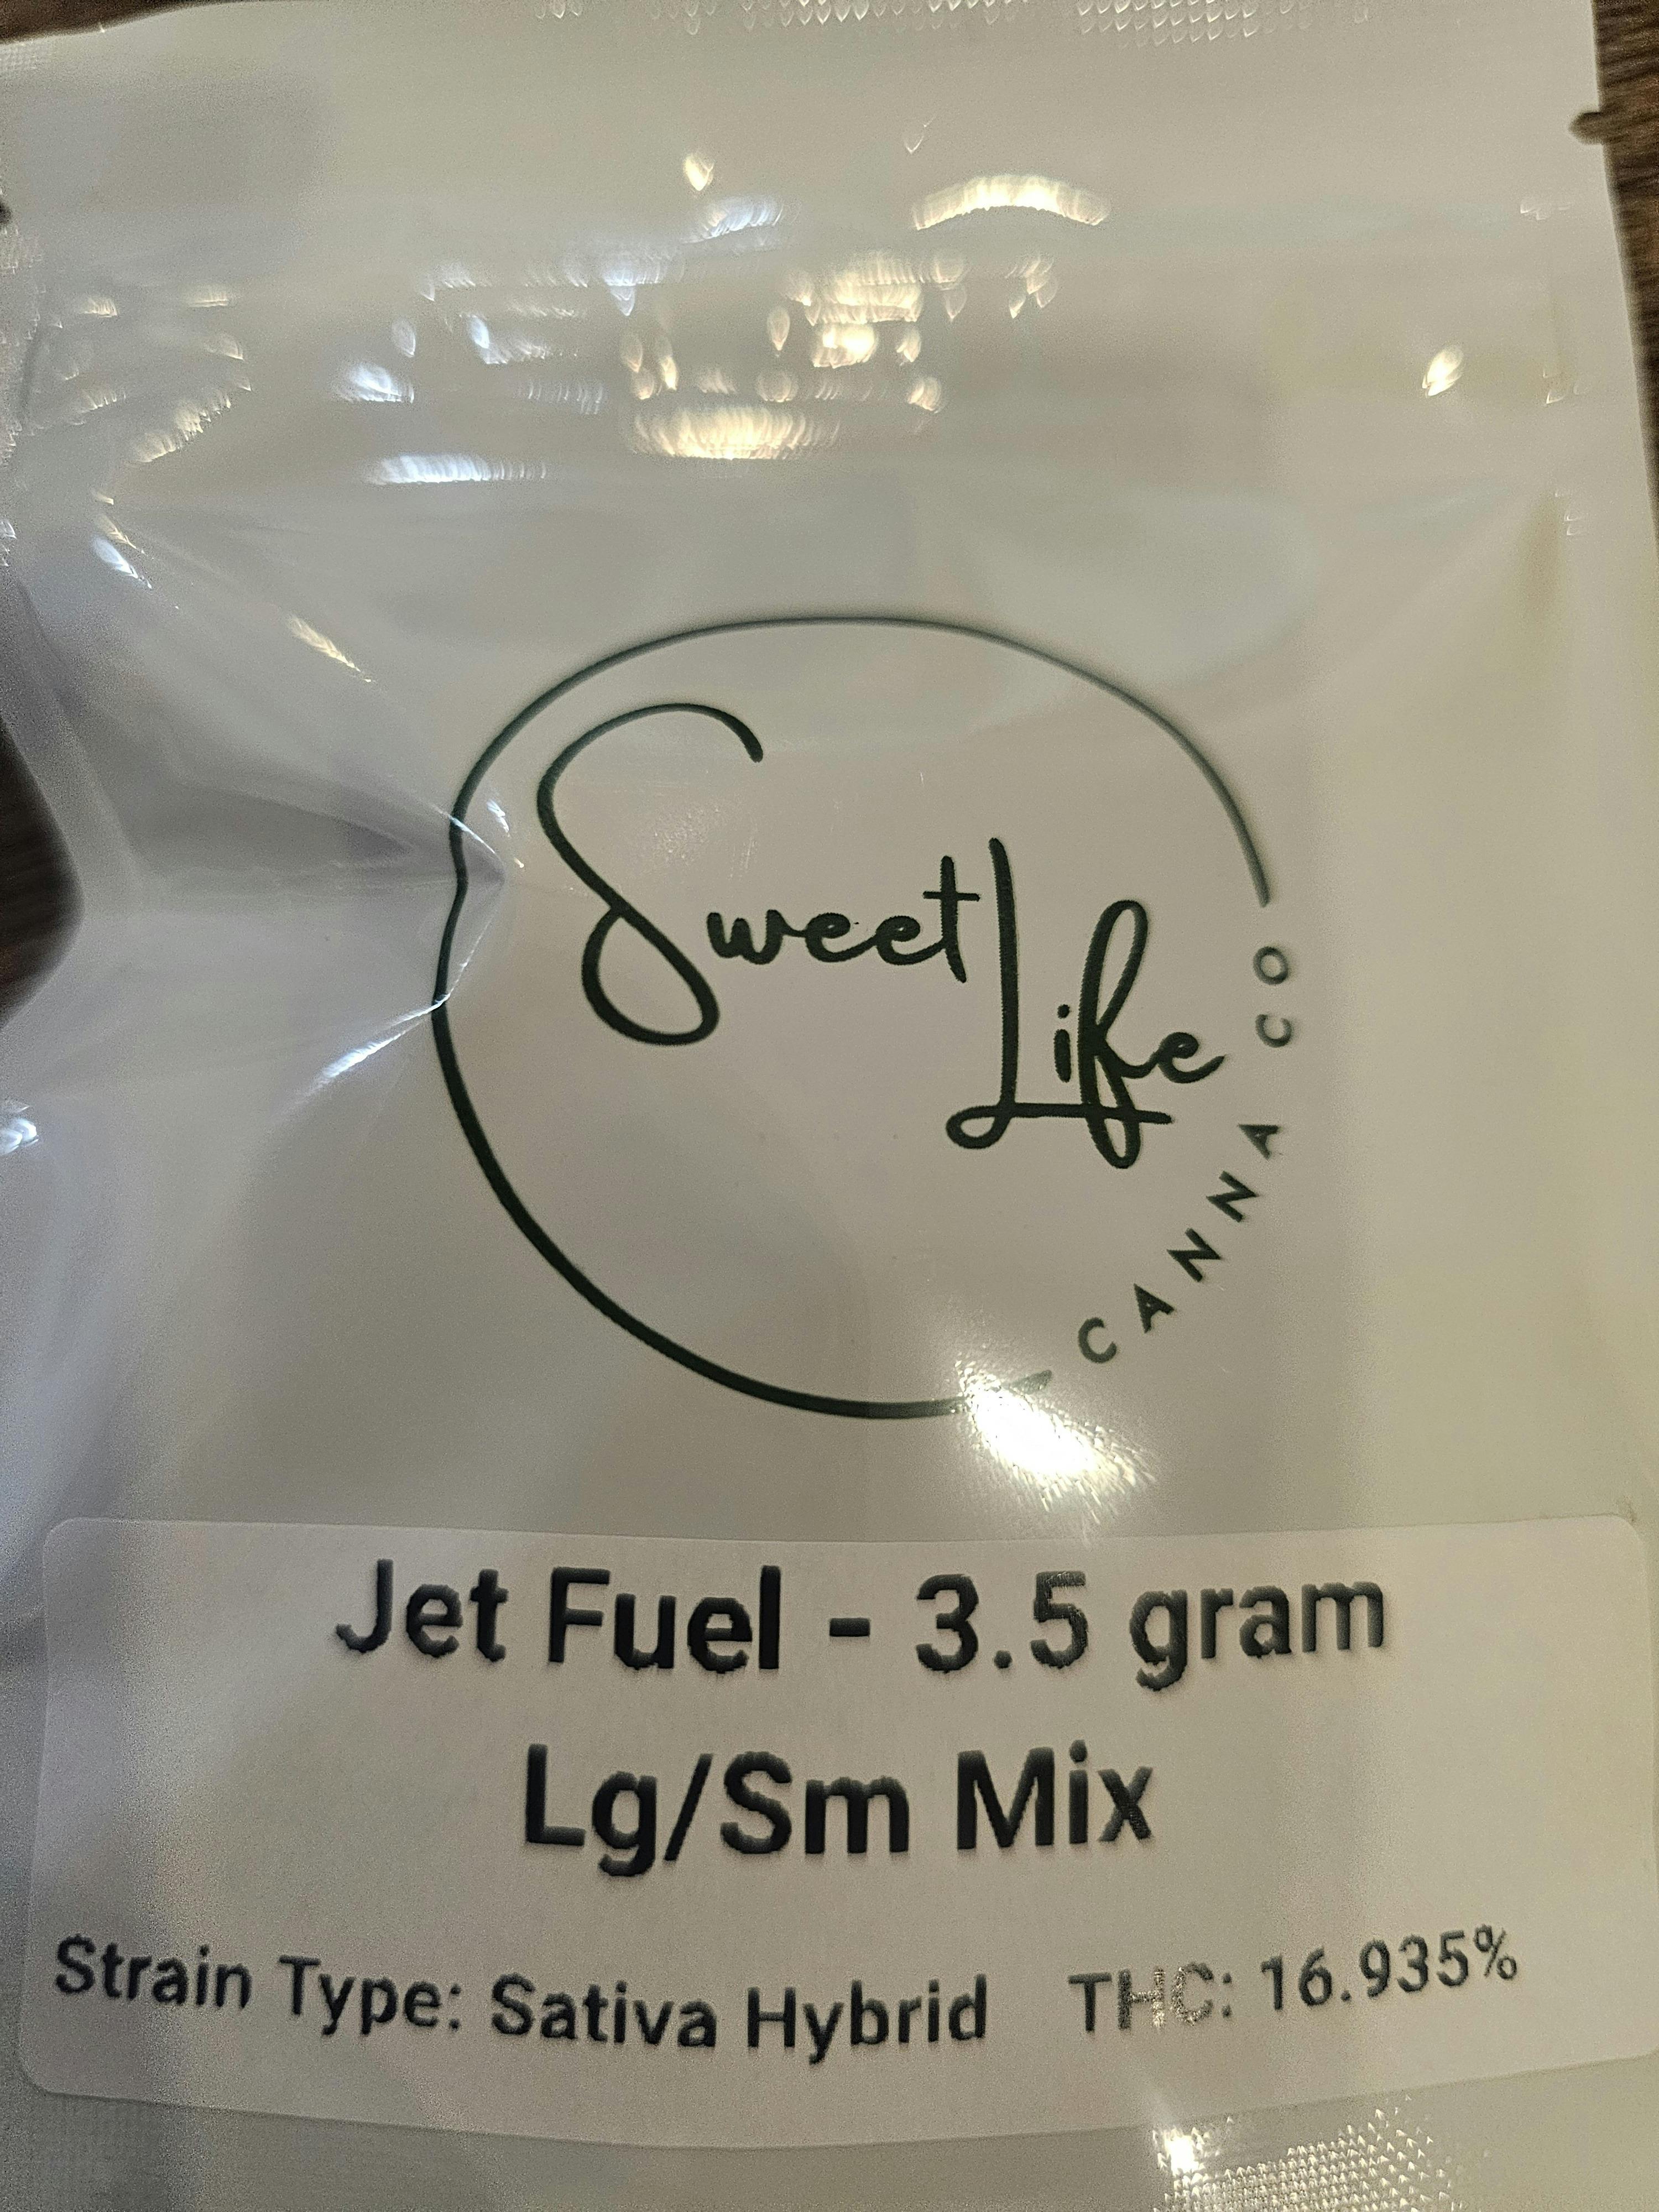 Sweet
Life
CANNA CO
Jet Fuel - 3.5 gram
Lg/Sm Mix
Strain Type: Sativa Hybrid THC: 16.935%